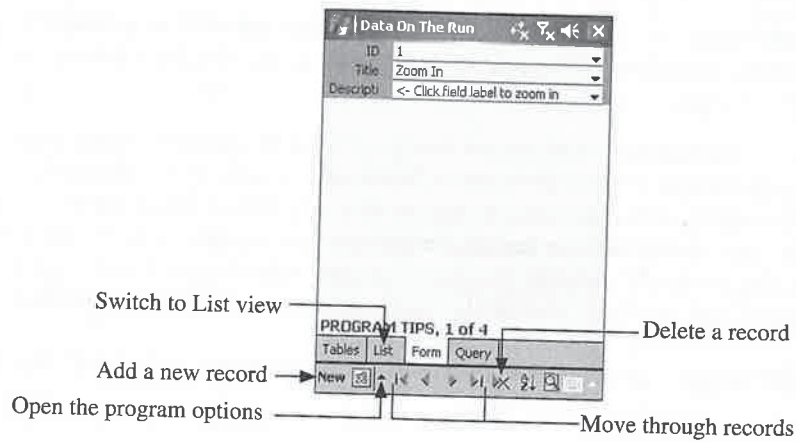 Data On The Run
ID 1
Title Zoom In
Descripti <- Click field label to zoom in
Switch to List view
PROGRAM TIPS, 1 of 4
Delete a record
Tables List Form Query
Add a new record
New
Open the program options
Move through records